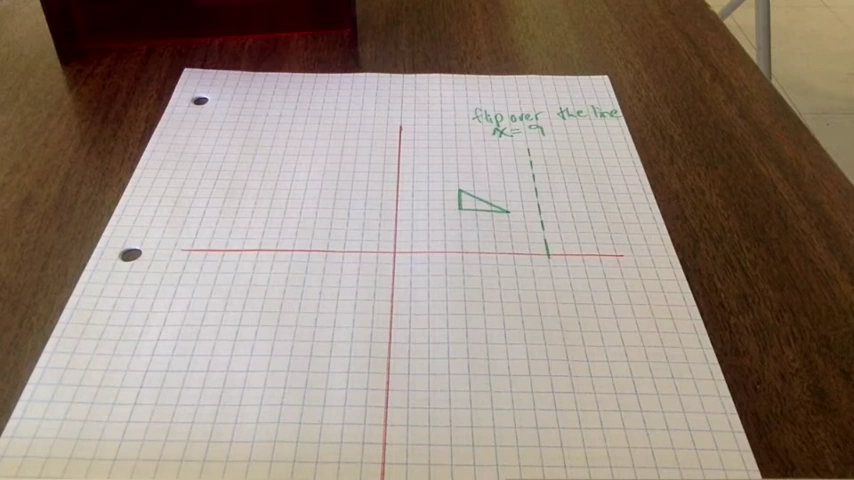 flip over the line
x = 9